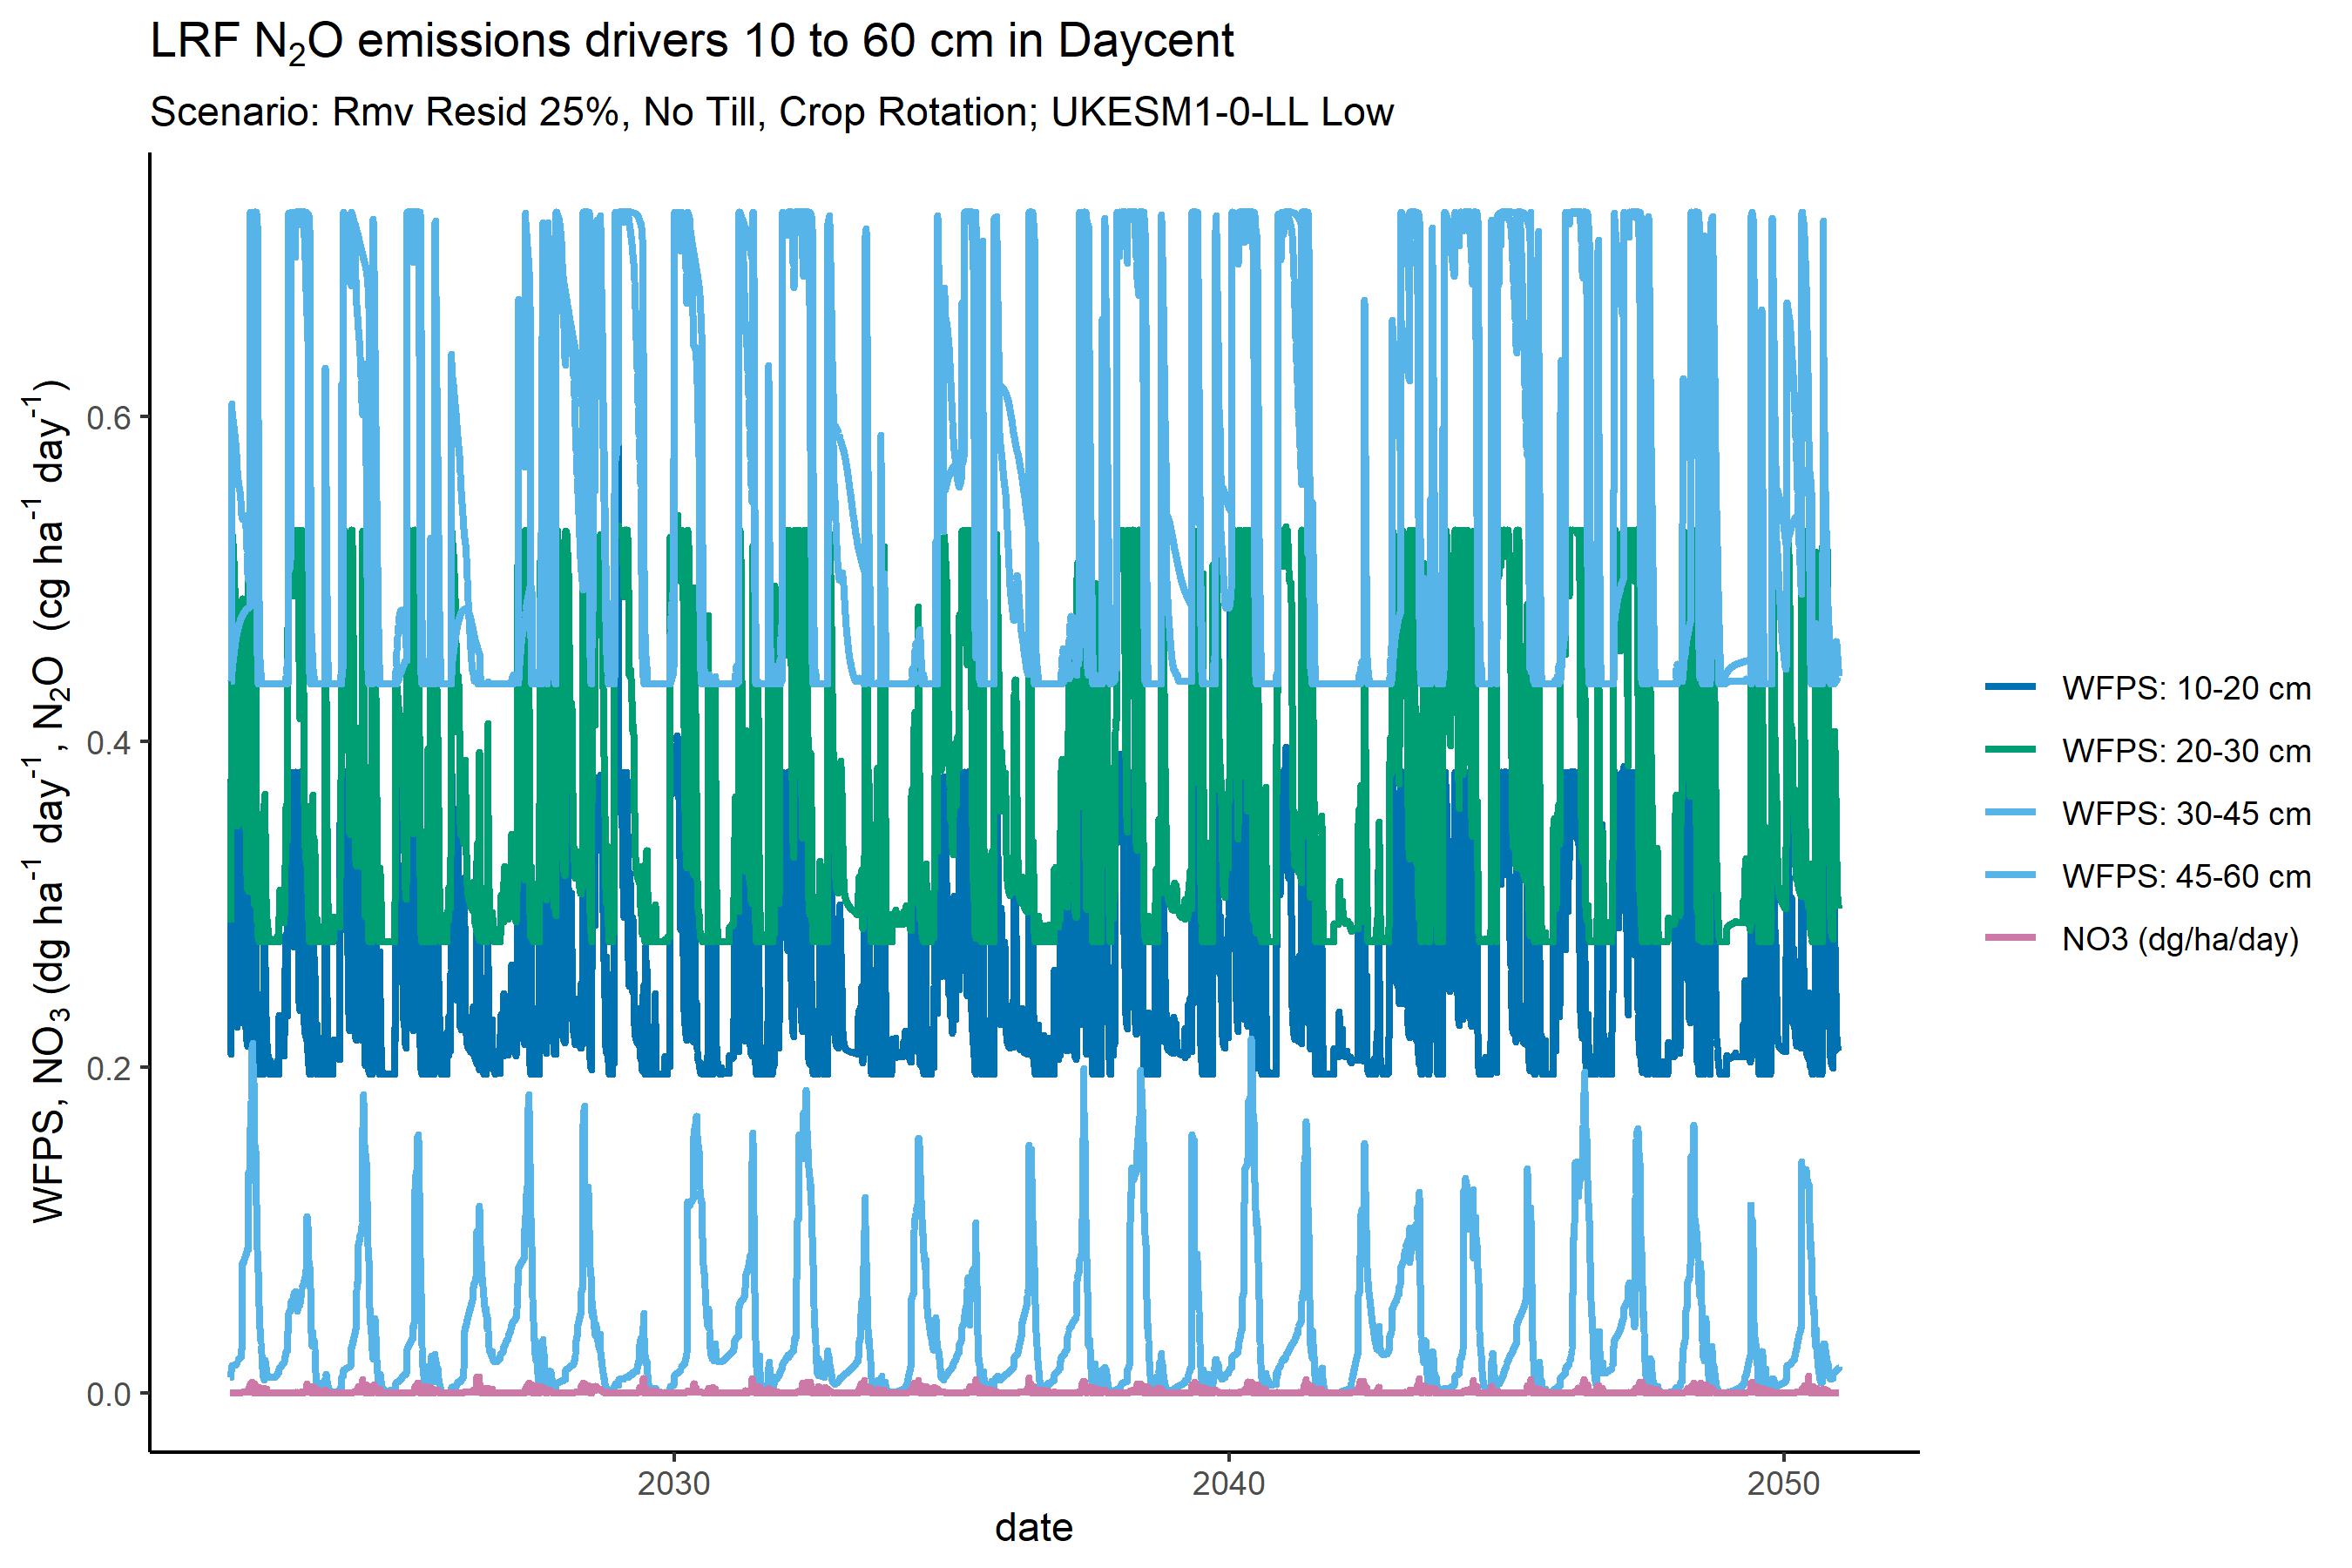 LRF N₂O emissions drivers 10 to 60 cm in Daycent
Scenario: Rmv Resid 25%, No Till, Crop Rotation; UKESM1-0-LL Low
WFPS, NO₃ (dg ha⁻¹ day⁻¹, N₂O (cg ha⁻¹ day⁻¹)
0.6
0.4
0.2
0.0
2030
2040
2050
date
WFPS: 10-20 cm
WFPS: 20-30 cm
WFPS: 30-45 cm
WFPS: 45-60 cm
NO3 (dg/ha/day)